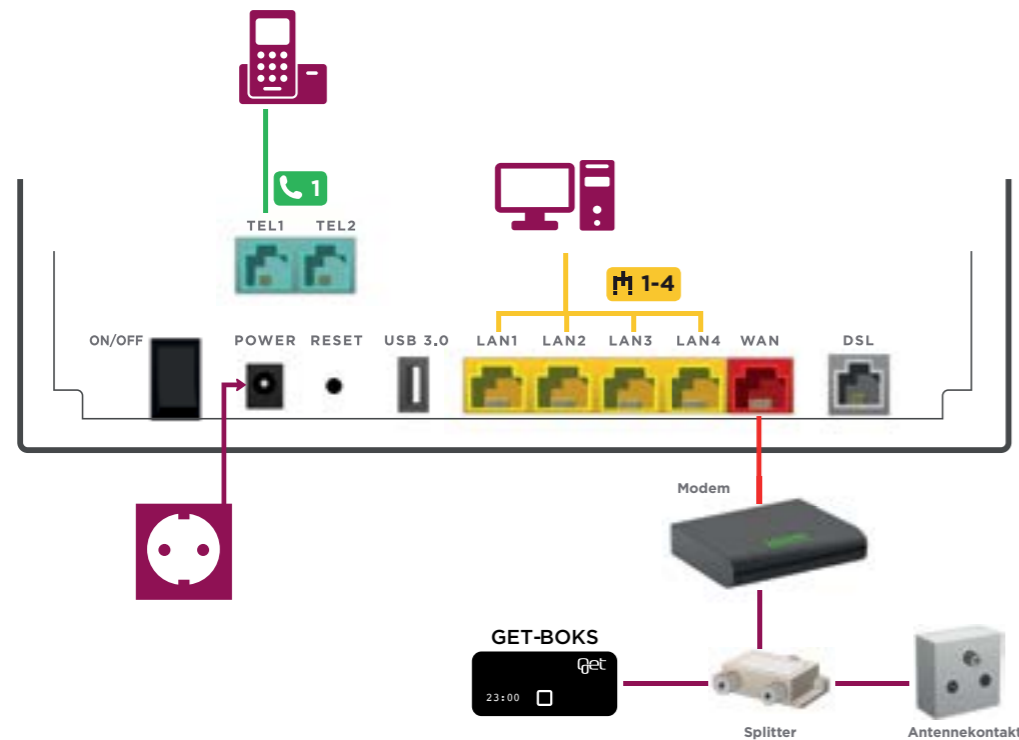 1
TEL1 TEL2
1-4
ON/OFF POWER RESET USB 3.0 LAN1 LAN2 LAN3 LAN4 WAN DSL
Modem
GET-BOKS
Get
23:00
Splitter Antennekontakt